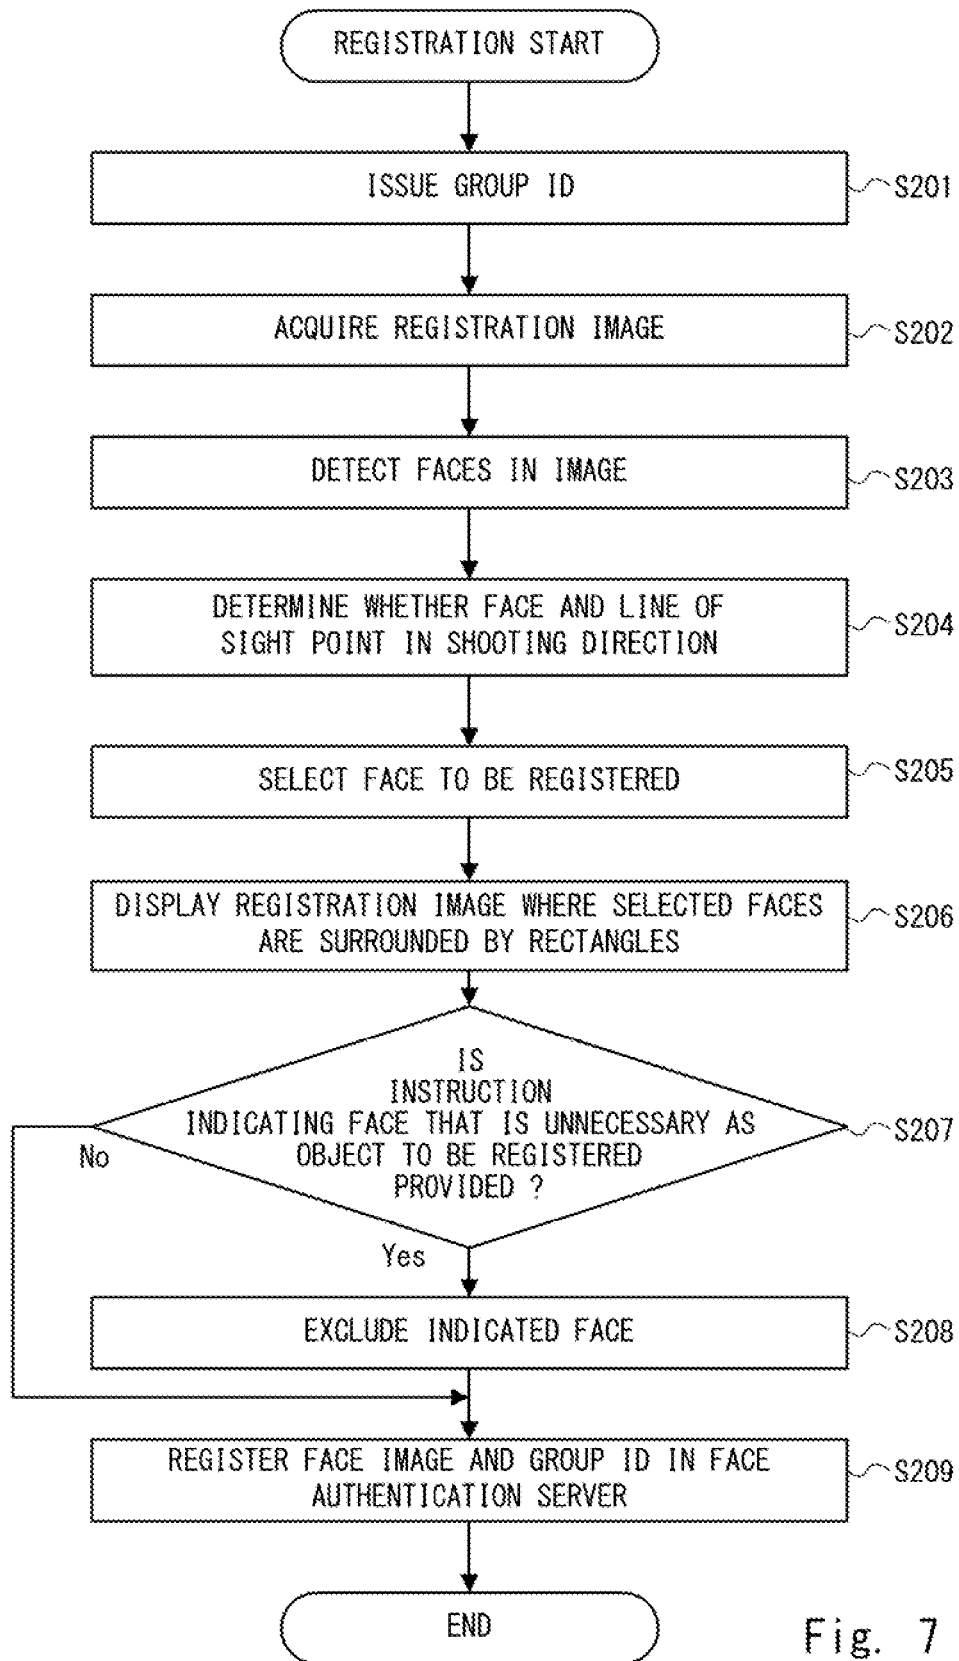 REGISTRATION START
ISSUE GROUP ID
S201
ACQUIRE REGISTRATION IMAGE
S202
DETECT FACES IN IMAGE
S203
DETERMINE WHETHER FACE AND LINE OF
SIGHT POINT IN SHOOTING DIRECTION
S204
SELECT FACE TO BE REGISTERED
S205
DISPLAY REGISTRATION IMAGE WHERE SELECTED FACES
ARE SURROUNDED BY RECTANGLES
S206
IS
INSTRUCTION
INDICATING FACE THAT IS UNNECESSARY AS
OBJECT TO BE REGISTERED
PROVIDED ?
S207
No
Yes
EXCLUDE INDICATED FACE
S208
REGISTER FACE IMAGE AND GROUP ID IN FACE
AUTHENTICATION SERVER
S209
END
Fig. 7